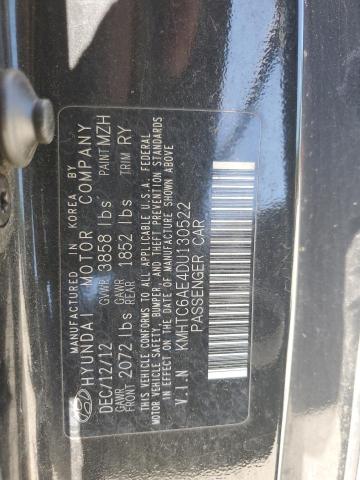 MANUFACTURED IN KOREA BY
HYUNDAI MOTOR COMPANY
DEC/12/12 GVWR 3858 lbs PAINT MZH
GAWR FRONT 2072 lbs GAWR REAR 1852 lbs TRIM RY
THIS VEHICLE CONFORMS TO ALL APPLICABLE U.S.A. FEDERAL
MOTOR VEHICLE SAFETY, BUMPER, AND THEFT PREVENTION STANDARDS
IN EFFECT ON THE DATE OF MANUFACTURE SHOWN ABOVE.
V.I.N KMHTC6AE4DU130522
PASSENGER CAR